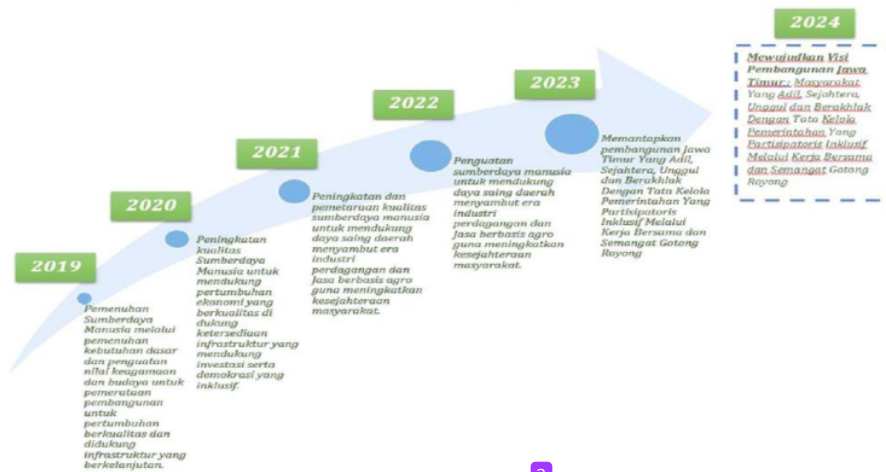 2019
Pemenuhan
Sumberdaya
Manusia melalui
pemenuhan
kebutuhan dasar
dan penguatan
nilai keagamaan
dan budaya untuk
pemerataan
pembangunan
untuk
pertumbuhan
berkualitas dan
didukung
infrastruktur yang
berkelanjutan.
2020
Peningkatan
kualitas
Sumberdaya
Manusia untuk
mendukung
pertumbuhan
ekonomi yang
berkualitas di
dukung
ketersediaan
infrastruktur yang
mendukung
investasi serta
demokrasi yang
inklusif.
2021
Peningkatan dan
pemetaraan kualitas
sumberdaya manusia
untuk mendukung
daya saing daerah
menyambut era
industri
perdagangan dan
Jasa berbasis agro
guna meningkatkan
kesejahteraan
masyarakat.
2022
Penguatan
sumberdaya manusia
untuk mendukung
daya saing daerah
menyambut era
industri
perdagangan dan
Jasa berbasis agro
guna meningkatkan
kesejahteraan
masyarakat.
2023
Memantapkan
pembangunan Jawa
Timur Yang Adil,
Sejahtera, Unggul
dan Berakhlak
Dengan Tata Kelola
Pemerintahan Yang
Partisipatoris
Inklusif Melalui
Kerja Bersama dan
Semangat Gotong
Royong
2024
Mewujudkan Visi
Pembangunan Jawa
Timur : Masyarakat
Yang Adil, Sejahtera,
Unggul dan Berakhlak
Dengan Tata Kelola
Pemerintahan Yang
Partisipatoris Inklusif
Melalui Kerja Bersama
dan Semangat Gotong
Royong